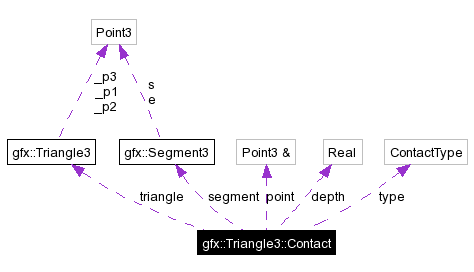 Point3
_p3
_p1
_p2
s
e
gfx::Triangle3
gfx::Segment3
Point3 &
Real
ContactType
triangle
segment
point
depth
type
gfx::Triangle3::Contact